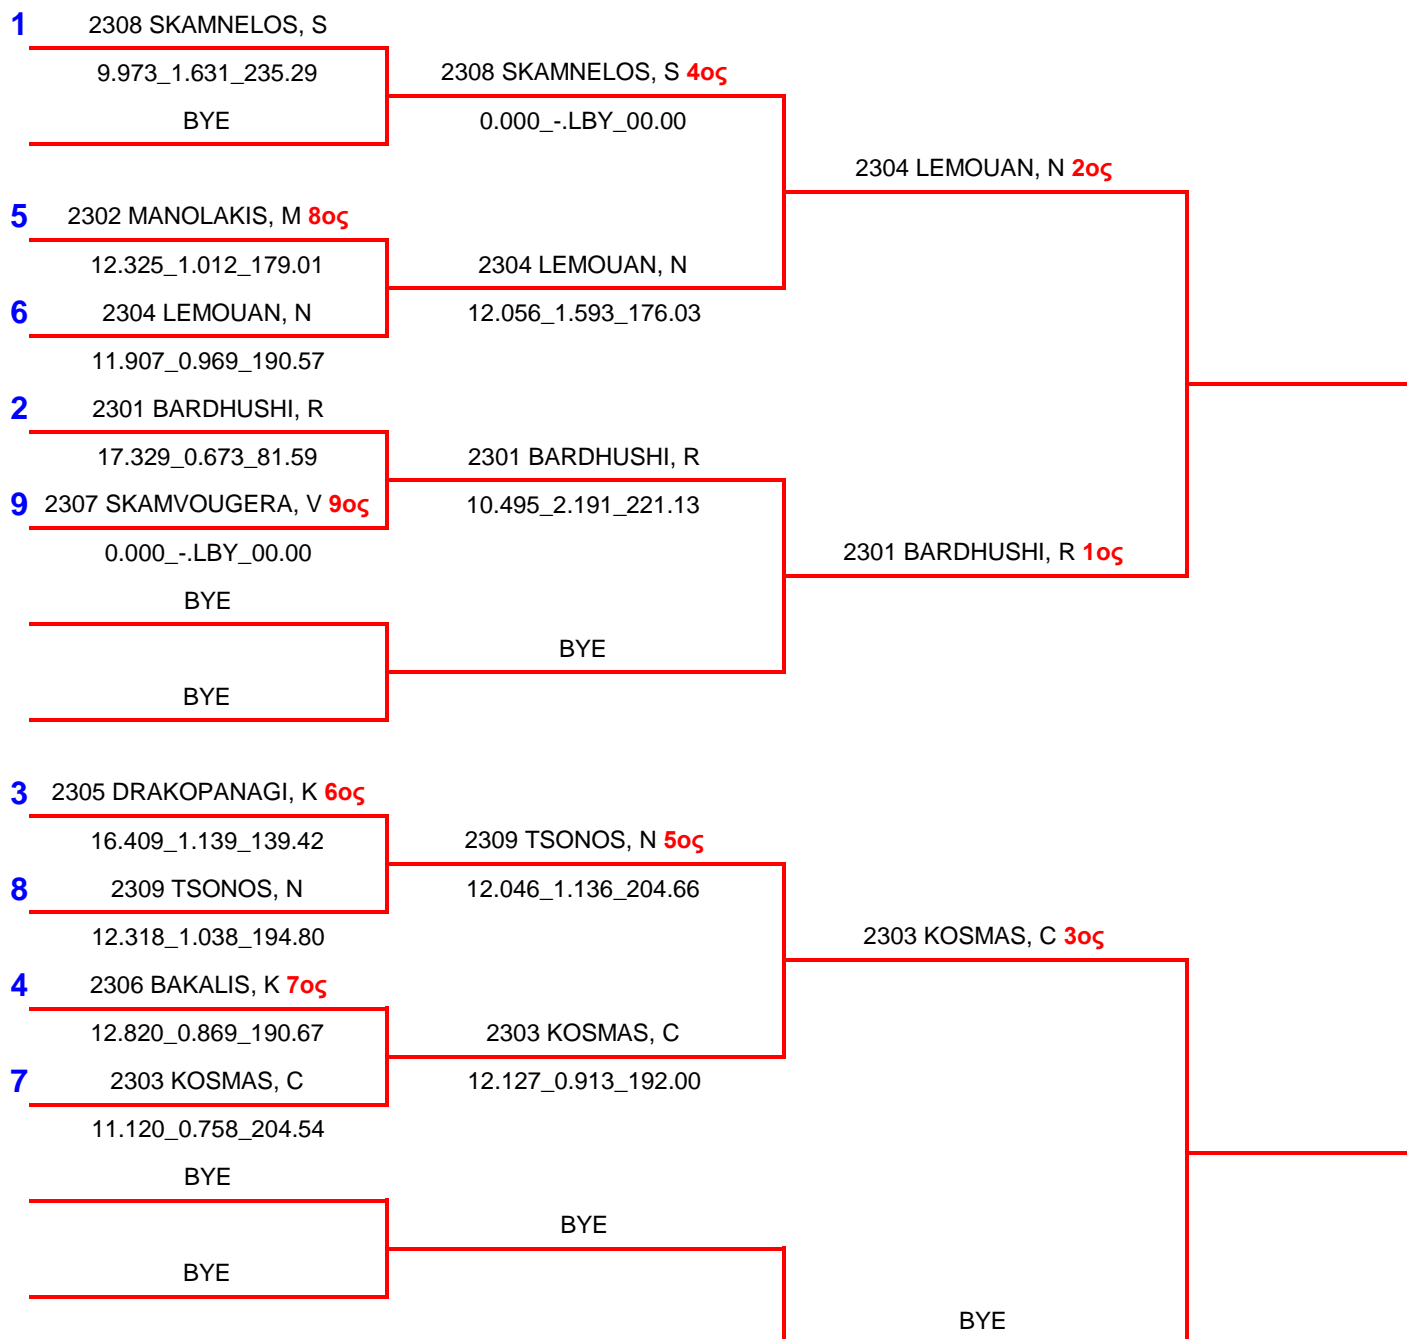 1 2308 SKAMNELOS, S
9.973_1.631_235.29
BYE
2308 SKAMNELOS, S 4ος
0.000_-.LBY_00.00
2304 LEMOUAN, N 2ος
5 2302 MANOLAKIS, M 8ος
12.325_1.012_179.01
6 2304 LEMOUAN, N
11.907_0.969_190.57
2304 LEMOUAN, N
12.056_1.593_176.03
2 2301 BARDHUSHI, R
17.329_0.673_81.59
9 2307 SKAMVOUGERA, V 9ος
0.000_-.LBY_00.00
2301 BARDHUSHI, R
10.495_2.191_221.13
2301 BARDHUSHI, R 1ος
BYE
BYE
BYE
3 2305 DRAKOPANAGI, K 6ος
16.409_1.139_139.42
8 2309 TSONOS, N
12.318_1.038_194.80
2309 TSONOS, N 5ος
12.046_1.136_204.66
2303 KOSMAS, C 3ος
4 2306 BAKALIS, K 7ος
12.820_0.869_190.67
7 2303 KOSMAS, C
11.120_0.758_204.54
2303 KOSMAS, C
12.127_0.913_192.00
BYE
BYE
BYE
BYE